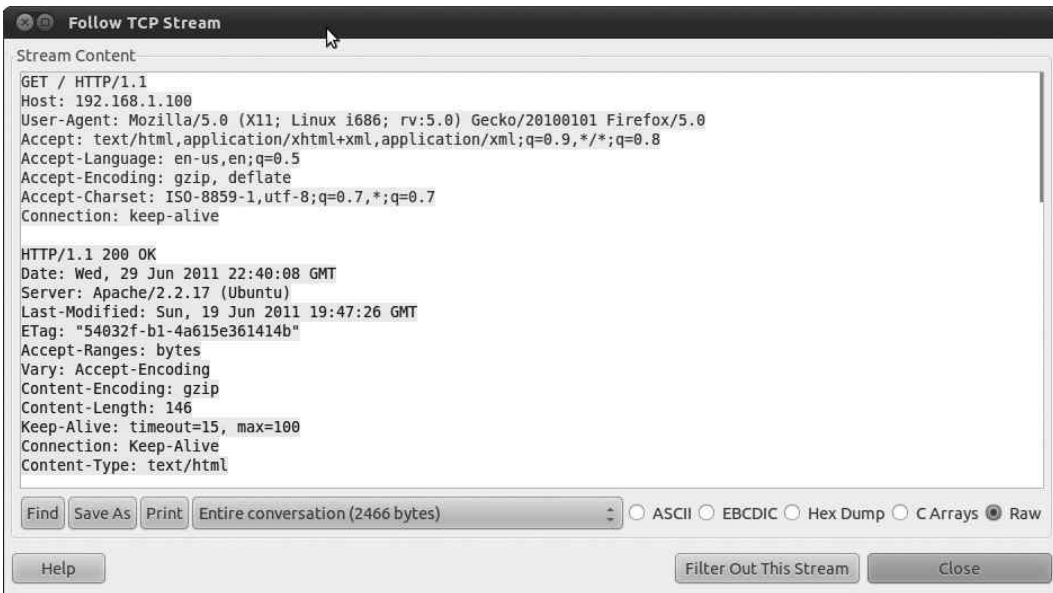 Follow TCP Stream
Stream Content
GET / HTTP/1.1
Host: 192.168.1.100
User-Agent: Mozilla/5.0 (X11; Linux i686; rv:5.0) Gecko/20100101 Firefox/5.0
Accept: text/html,application/xhtml+xml,application/xml;q=0.9,*/*;q=0.8
Accept-Language: en-us,en;q=0.5
Accept-Encoding: gzip, deflate
Accept-Charset: ISO-8859-1,utf-8;q=0.7,*;q=0.7
Connection: keep-alive
HTTP/1.1 200 OK
Date: Wed, 29 Jun 2011 22:40:08 GMT
Server: Apache/2.2.17 (Ubuntu)
Last-Modified: Sun, 19 Jun 2011 19:47:26 GMT
ETag: "54032f-b1-4a615e361414b"
Accept-Ranges: bytes
Vary: Accept-Encoding
Content-Encoding: gzip
Content-Length: 146
Keep-Alive: timeout=15, max=100
Connection: Keep-Alive
Content-Type: text/html
Find Save As Print Entire conversation (2466 bytes) ASCII EBCDIC Hex Dump C Arrays Raw
Help Filter Out This Stream Close